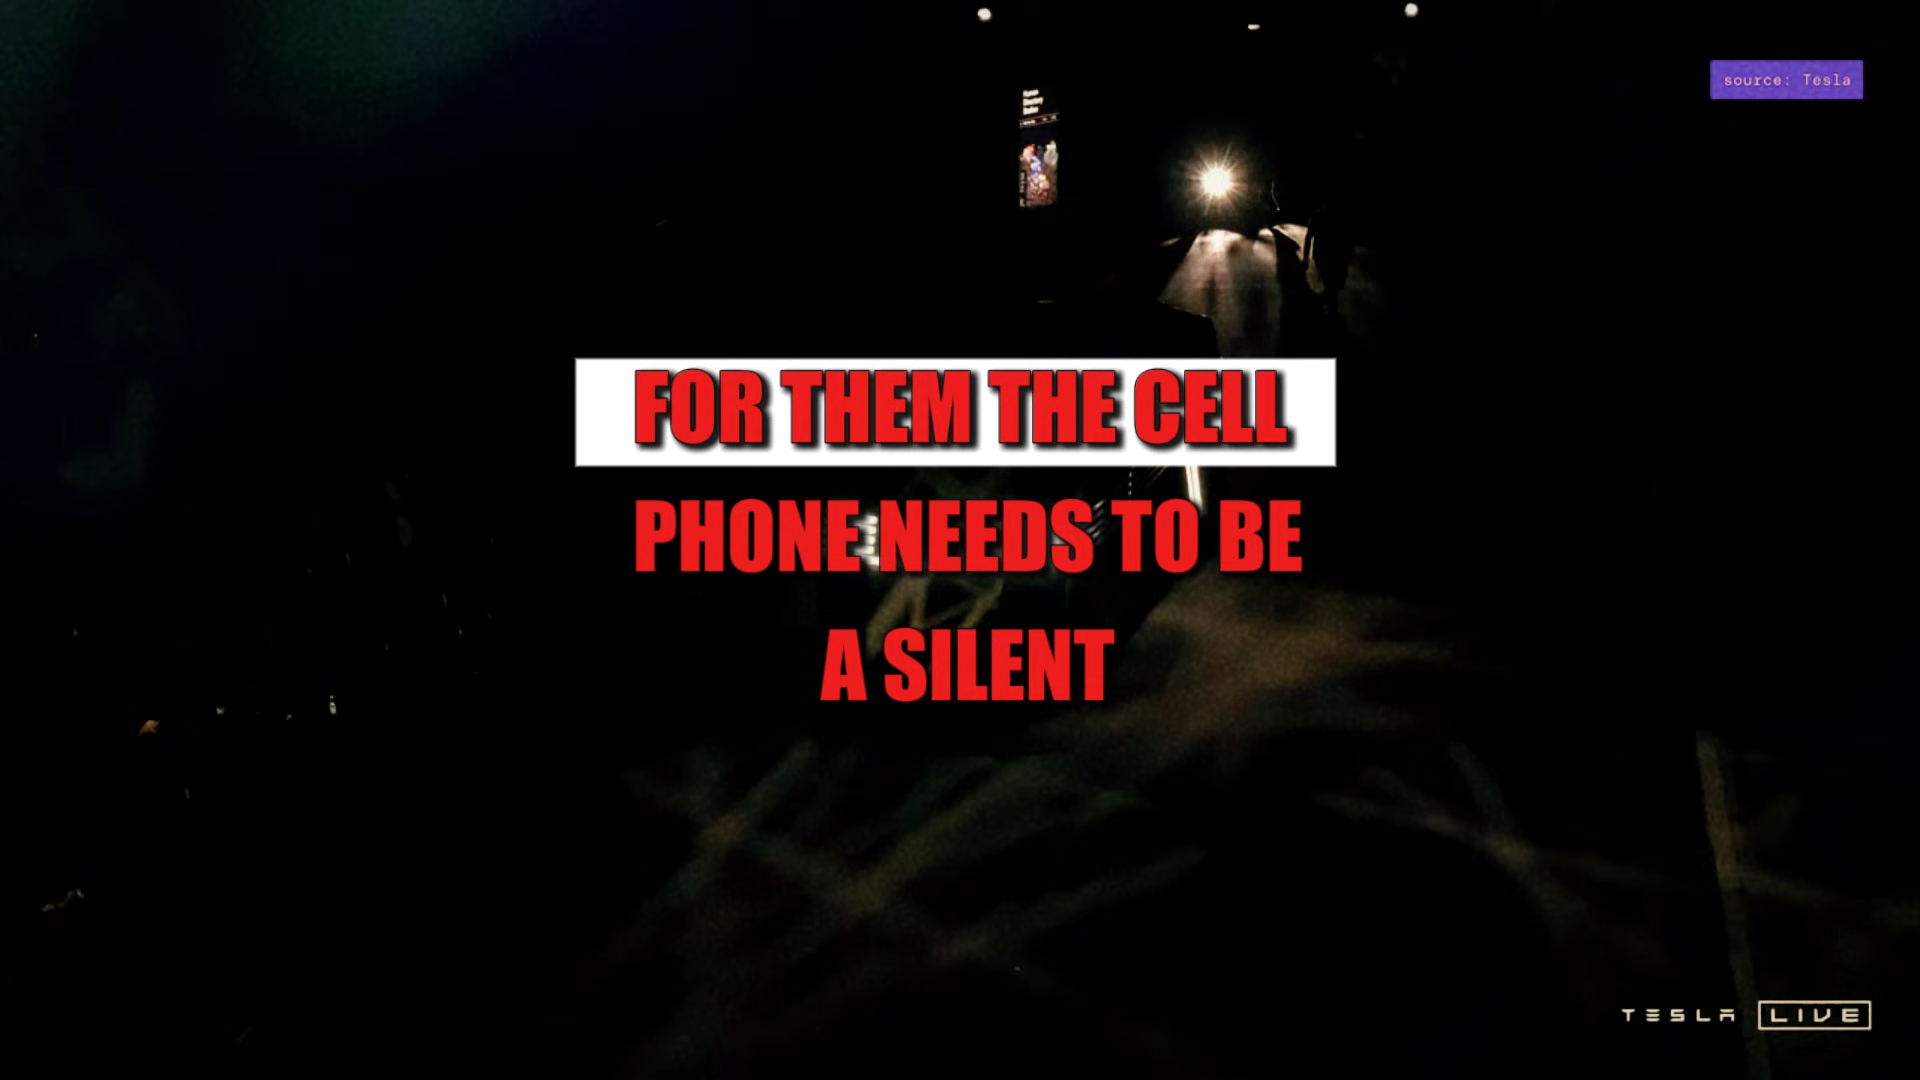 source: Tesla
FOR THEM THE CELL
PHONE NEEDS TO BE
A SILENT
TESLA LIVE